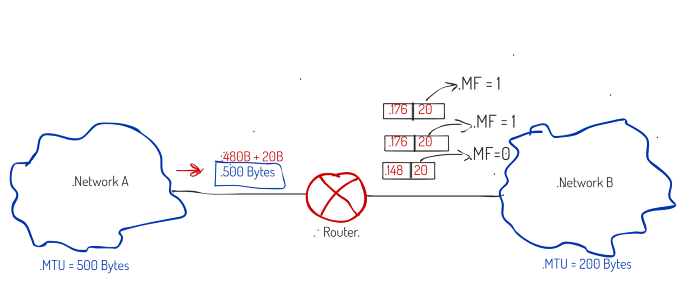 .MF = 1
.176 20
.MF = 1
.176 20
.MF=0
.148 20
.480B + 20B
.500 Bytes
.Network A
.Network B
.Router.
.MTU = 500 Bytes
.MTU = 200 Bytes